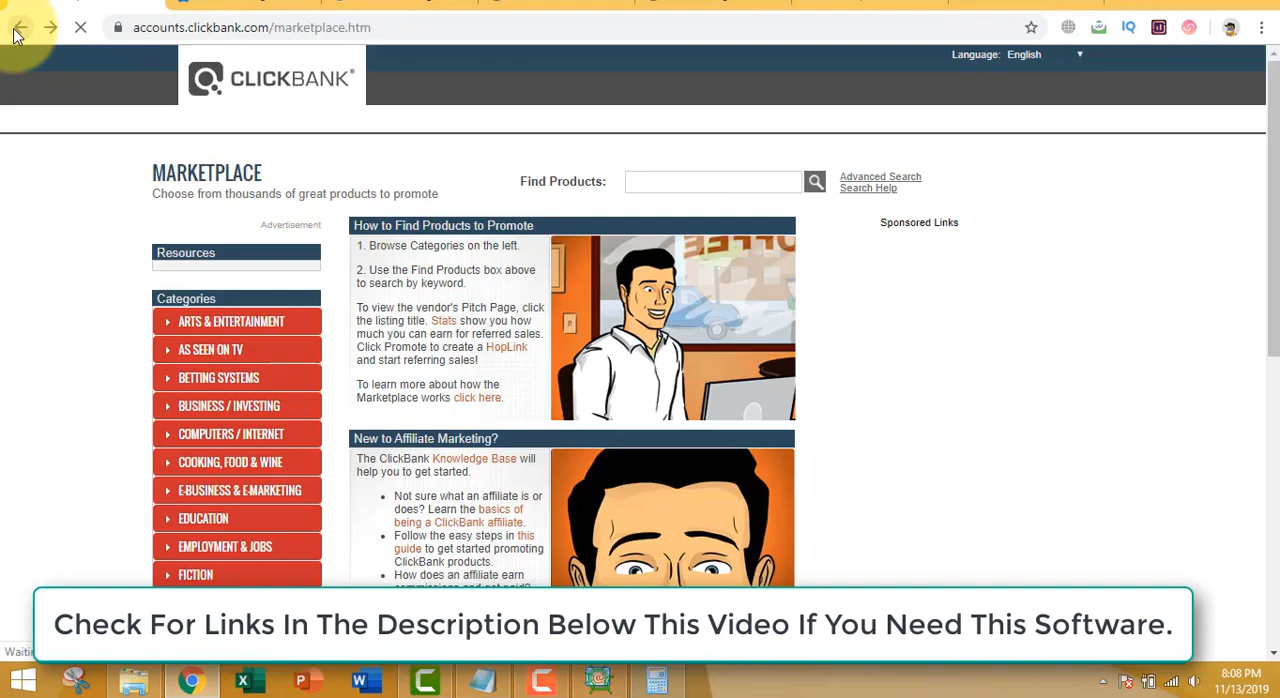 accounts.clickbank.com/marketplace.htm
IQ
Language: English
CLICKBANK®
MARKETPLACE
Choose from thousands of great products to promote
Find Products:
Advanced Search
Search Help
Advertisement
Resources
Categories
ARTS & ENTERTAINMENT
AS SEEN ON TV
BETTING SYSTEMS
BUSINESS / INVESTING
COMPUTERS / INTERNET
COOKING, FOOD & WINE
E-BUSINESS & E-MARKETING
EDUCATION
EMPLOYMENT & JOBS
FICTION
How to Find Products to Promote
1. Browse Categories on the left.
2. Use the Find Products box above
to search by keyword.
To view the vendor's Pitch Page, click
the listing title. Stats show you how
much you can earn for referred sales.
Click Promote to create a HopLink
and start referring sales!
To learn more about how the
Marketplace works click here.
New to Affiliate Marketing?
The ClickBank Knowledge Base will
help you to get started.
Not sure what an affiliate is or
does? Learn the basics of
being a ClickBank affiliate.
Follow the easy steps in this
guide to get started promoting
ClickBank products.
How does an affiliate earn
commissions and get paid?
Sponsored Links
Check For Links In The Description Below This Video If You Need This Software.
Waitin
8:08 PM
11/13/2019